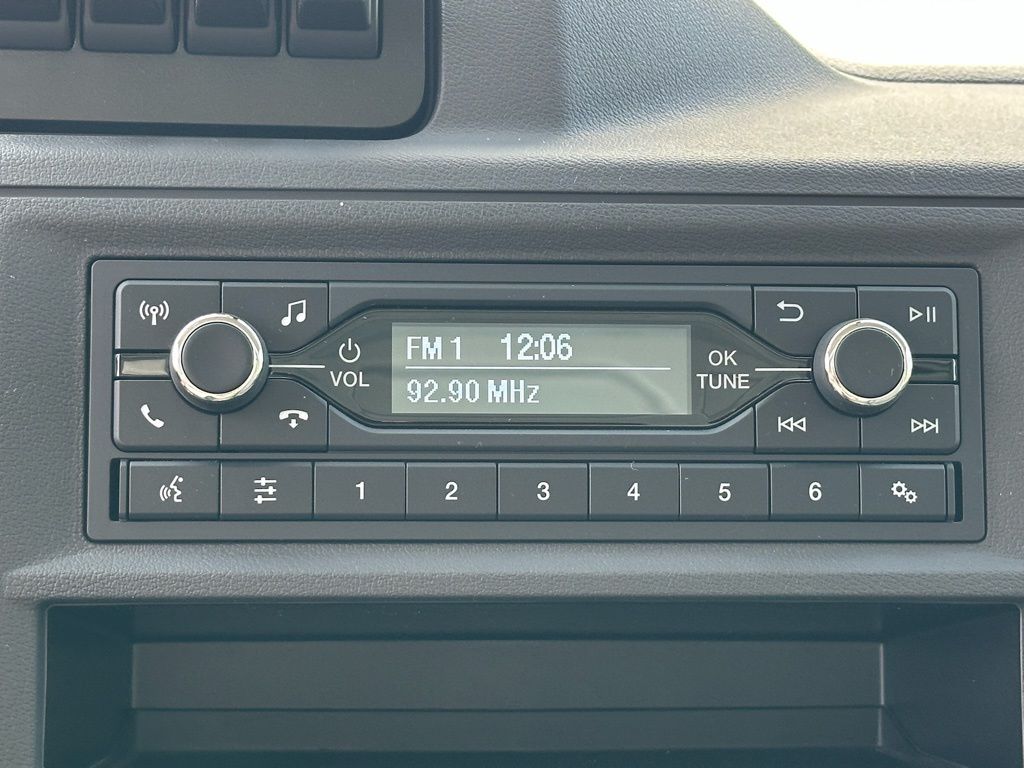 FM 1 12:06
92.90 MHz
VOL
OK
TUNE
1 2 3 4 5 6